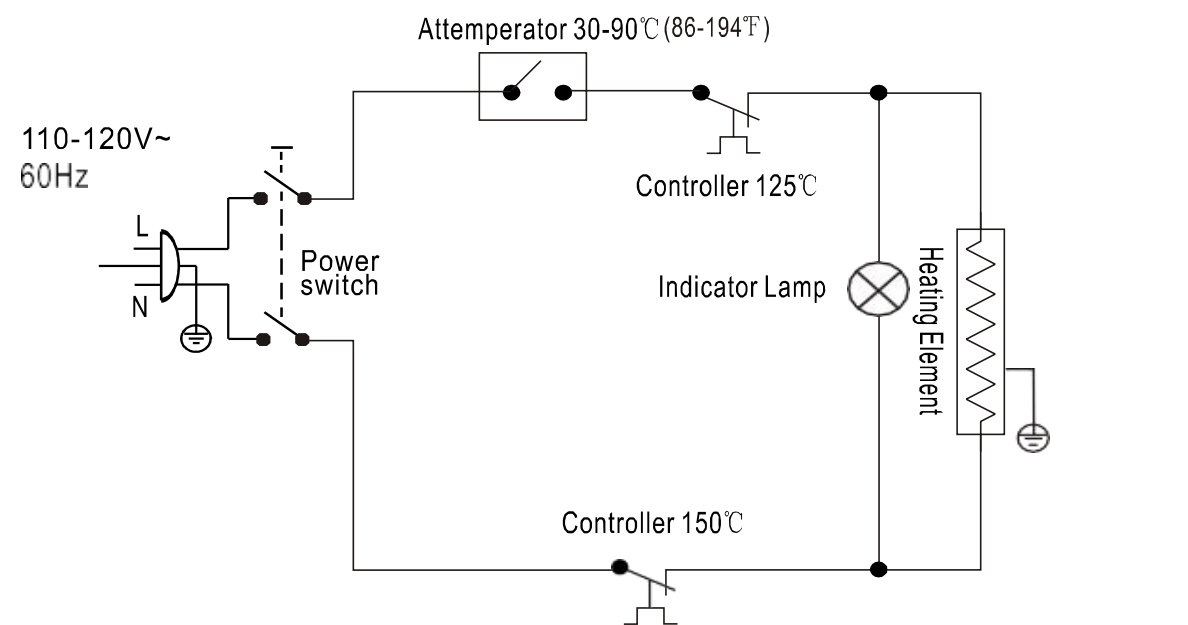 Attemperator 30-90℃(86-194℉)
110-120V~
60Hz
Controller 125℃
L
Power
switch
N
Indicator Lamp
Heating Element
Controller 150℃